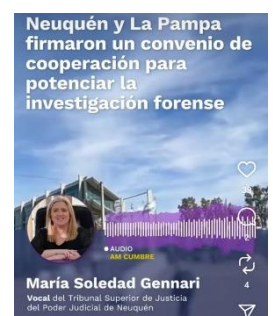 Neuquén y La Pampa
firmaron un convenio de
cooperación para
potenciar la
investigación forense
AUDIO
AM CUMBRE
María Soledad Gennari
Vocal del Tribunal Superior de Justicia
del Poder Judicial de Neuquén
4